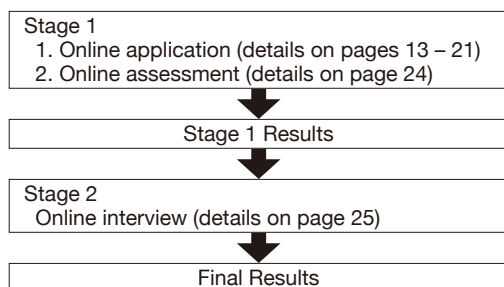 Stage 1
1. Online application (details on pages 13 – 21)
2. Online assessment (details on page 24)
Stage 1 Results
Stage 2
Online interview (details on page 25)
Final Results